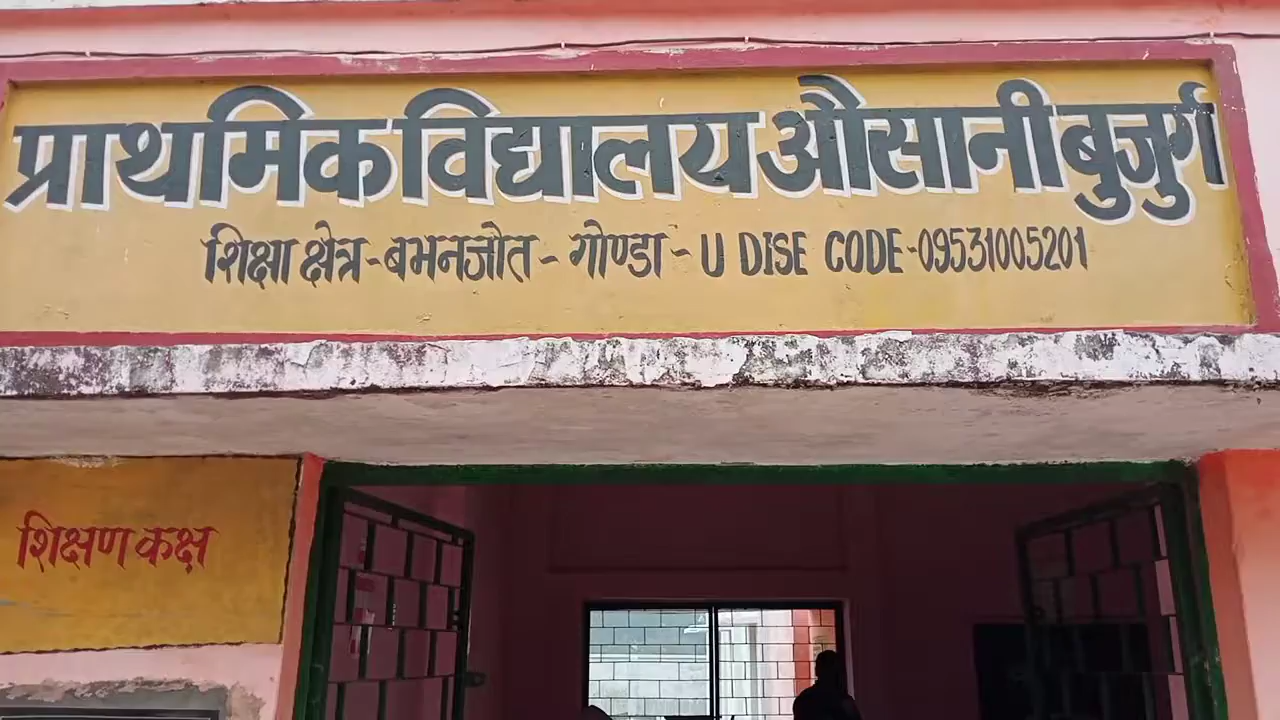 प्राथमिक विद्यालय औसानी बुजुर्ग
शिक्षा क्षेत्र - बभनजोत - गोण्डा - U DISE CODE - 09531005201
शिक्षण कक्ष